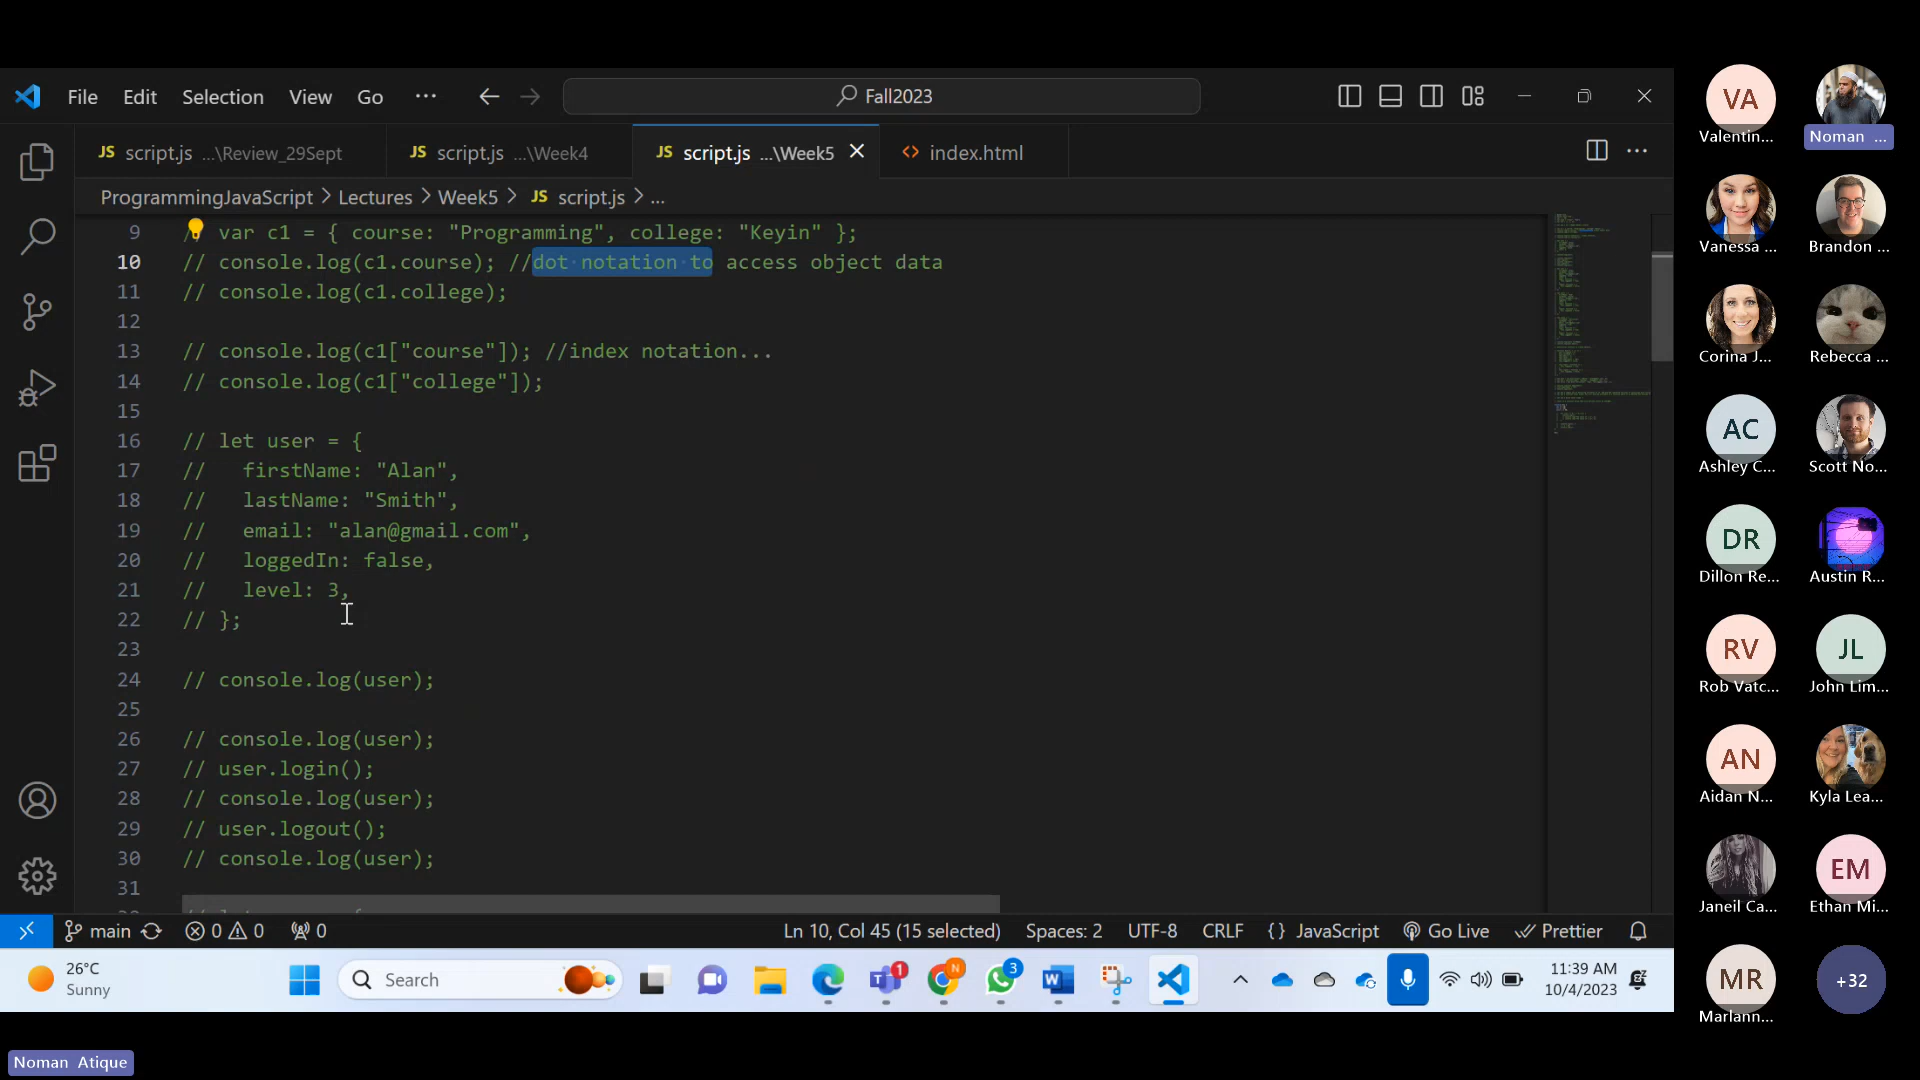 File Edit Selection View Go ··· Fall2023
JS script.js ...\Review_29Sept JS script.js ...\Week4 JS script.js ...\Week5 <> index.html
ProgrammingJavaScript > Lectures > Week5 > JS script.js > ...
9 // var c1 = { course: "Programming", college: "Keyin" };
10 // console.log(c1.course); //dot notation to access object data
11 // console.log(c1.college);
12
13 // console.log(c1["course"]); //index notation...
14 // console.log(c1["college"]);
15
16 // let user = {
17 //   firstName: "Alan",
18 //   lastName: "Smith",
19 //   email: "alan@gmail.com",
20 //   loggedIn: false,
21 //   level: 3,
22 // };
23
24 // console.log(user);
25
26 // console.log(user);
27 // user.login();
28 // console.log(user);
29 // user.logout();
30 // console.log(user);
31
main 0 0 0 Ln 10, Col 45 (15 selected) Spaces: 2 UTF-8 CRLF {} JavaScript Go Live Prettier
26°C
Sunny
Search
1
N
3
11:39 AM
10/4/2023
Noman Atique
VA
Valentin...
Noman ...
Vanessa ...
Brandon ...
Corina J...
Rebecca ...
AC
Ashley C...
Scott No...
DR
Dillon Re...
Austin R...
RV
Rob Vatc...
JL
John Lim...
AN
Aidan N...
Kyla Lea...
Janeil Ca...
EM
Ethan Mi...
MR
Marlann...
+32